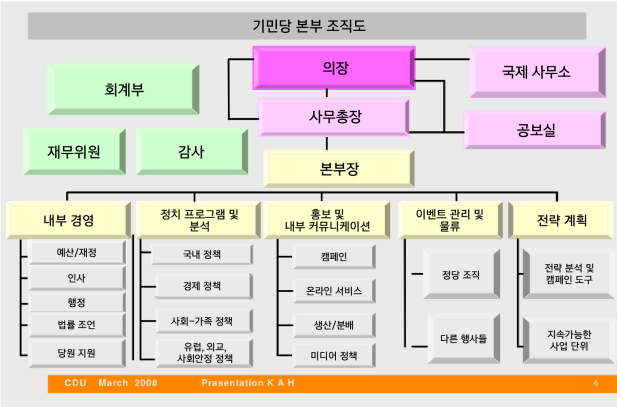 기민당 본부 조직도
의장
국제 사무소
회계부
사무총장
공보실
재무위원
감사
본부장
내부 경영
정치 프로그램 및
분석
홍보 및
내부 커뮤니케이션
이벤트 관리 및
물류
전략 계획
예산/재정
인사
행정
법률 조언
당원 지원
국내 정책
경제 정책
사회-가족 정책
유럽, 외교,
사회안정 정책
캠페인
온라인 서비스
생산/분배
미디어 정책
정당 조직
다른 행사들
전략 분석 및
캠페인 도구
지속가능한
사업 단위
CDU March 2008 Prasentation K A H 4